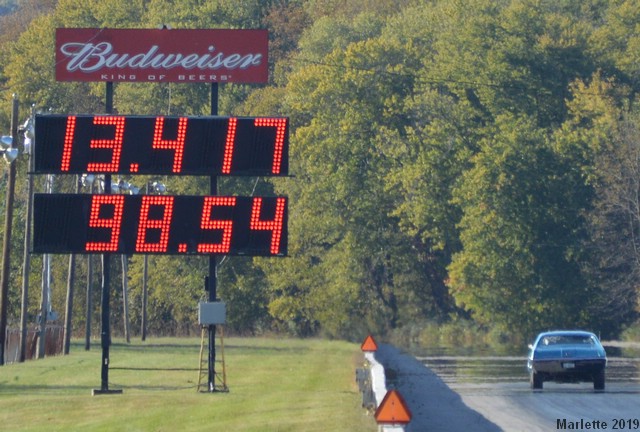 Budweiser
KING OF BEERS
13.417
98.54
Marlette 2019